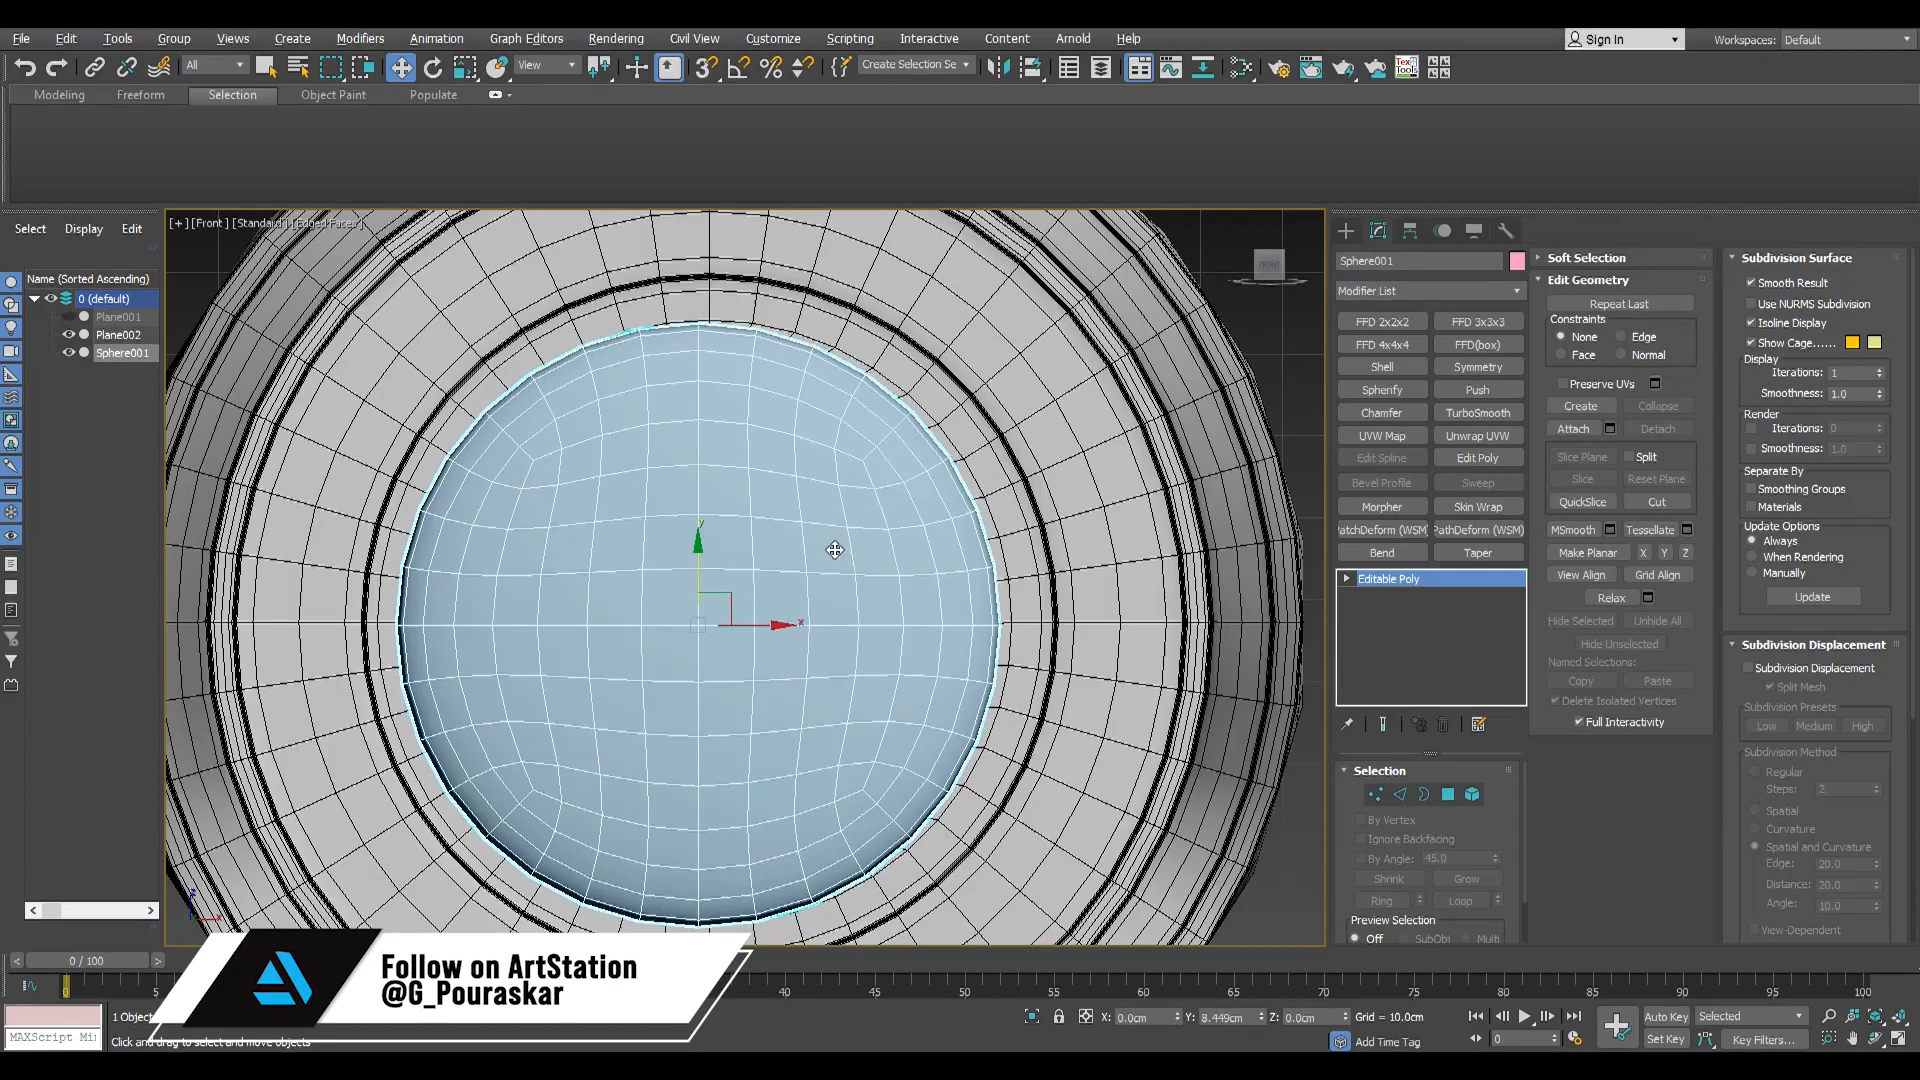 File Edit Tools Group Views Create Modifiers Animation Graph Editors Rendering Civil View Customize Scripting Interactive Content Arnold Help
Sign In Workspaces: Default
All View Create Selection Se
Modeling Freeform Selection Object Paint Populate
Select Display Edit
Name (Sorted Ascending)
0 (default)
Plane001
Plane002
Sphere001
[+] [Front] [Standard] [Edged Faces]
FRONT
y
x
Sphere001
Modifier List
FFD 2x2x2 FFD 3x3x3
FFD 4x4x4 FFD(box)
Shell Symmetry
Spherify Push
Chamfer TurboSmooth
UVW Map Unwrap UVW
Edit Spline Edit Poly
Bevel Profile Sweep
Morpher Skin Wrap
PatchDeform (WSM) PathDeform (WSM)
Bend Taper
Editable Poly
Selection
By Vertex
Ignore Backfacing
By Angle: 45.0
Shrink Grow
Ring Loop
Preview Selection
Off SubObj Multi
Soft Selection
Edit Geometry
Repeat Last
Constraints
None Edge
Face Normal
Preserve UVs
Create Collapse
Attach Detach
Slice Plane Split
Slice Reset Plane
QuickSlice Cut
MSmooth Tessellate
Make Planar X Y Z
View Align Grid Align
Relax
Hide Selected Unhide All
Hide Unselected
Named Selections:
Copy Paste
Delete Isolated Vertices
Full Interactivity
Subdivision Surface
Smooth Result
Use NURMS Subdivision
Isoline Display
Show Cage......
Display
Iterations: 1
Smoothness: 1.0
Render
Iterations: 0
Smoothness: 1.0
Separate By
Smoothing Groups
Materials
Update Options
Always
When Rendering
Manually
Update
Subdivision Displacement
Subdivision Displacement
Split Mesh
Subdivision Presets
Low Medium High
Subdivision Method
Regular
Steps: 2
Spatial
Curvature
Spatial and Curvature
Edge: 20.0
Distance: 20.0
Angle: 10.0
View-Dependent
0 / 100
0 5 40 45 50 55 60 65 70 75 80 85 90 95 100
Follow on ArtStation
@G_Pouraskar
MAXScript Mi
1 Object
Click and drag to select and move objects
X: 0.0cm Y: 8.449cm Z: 0.0cm Grid = 10.0cm
Add Time Tag
0
Auto Key Selected
Set Key Key Filters...